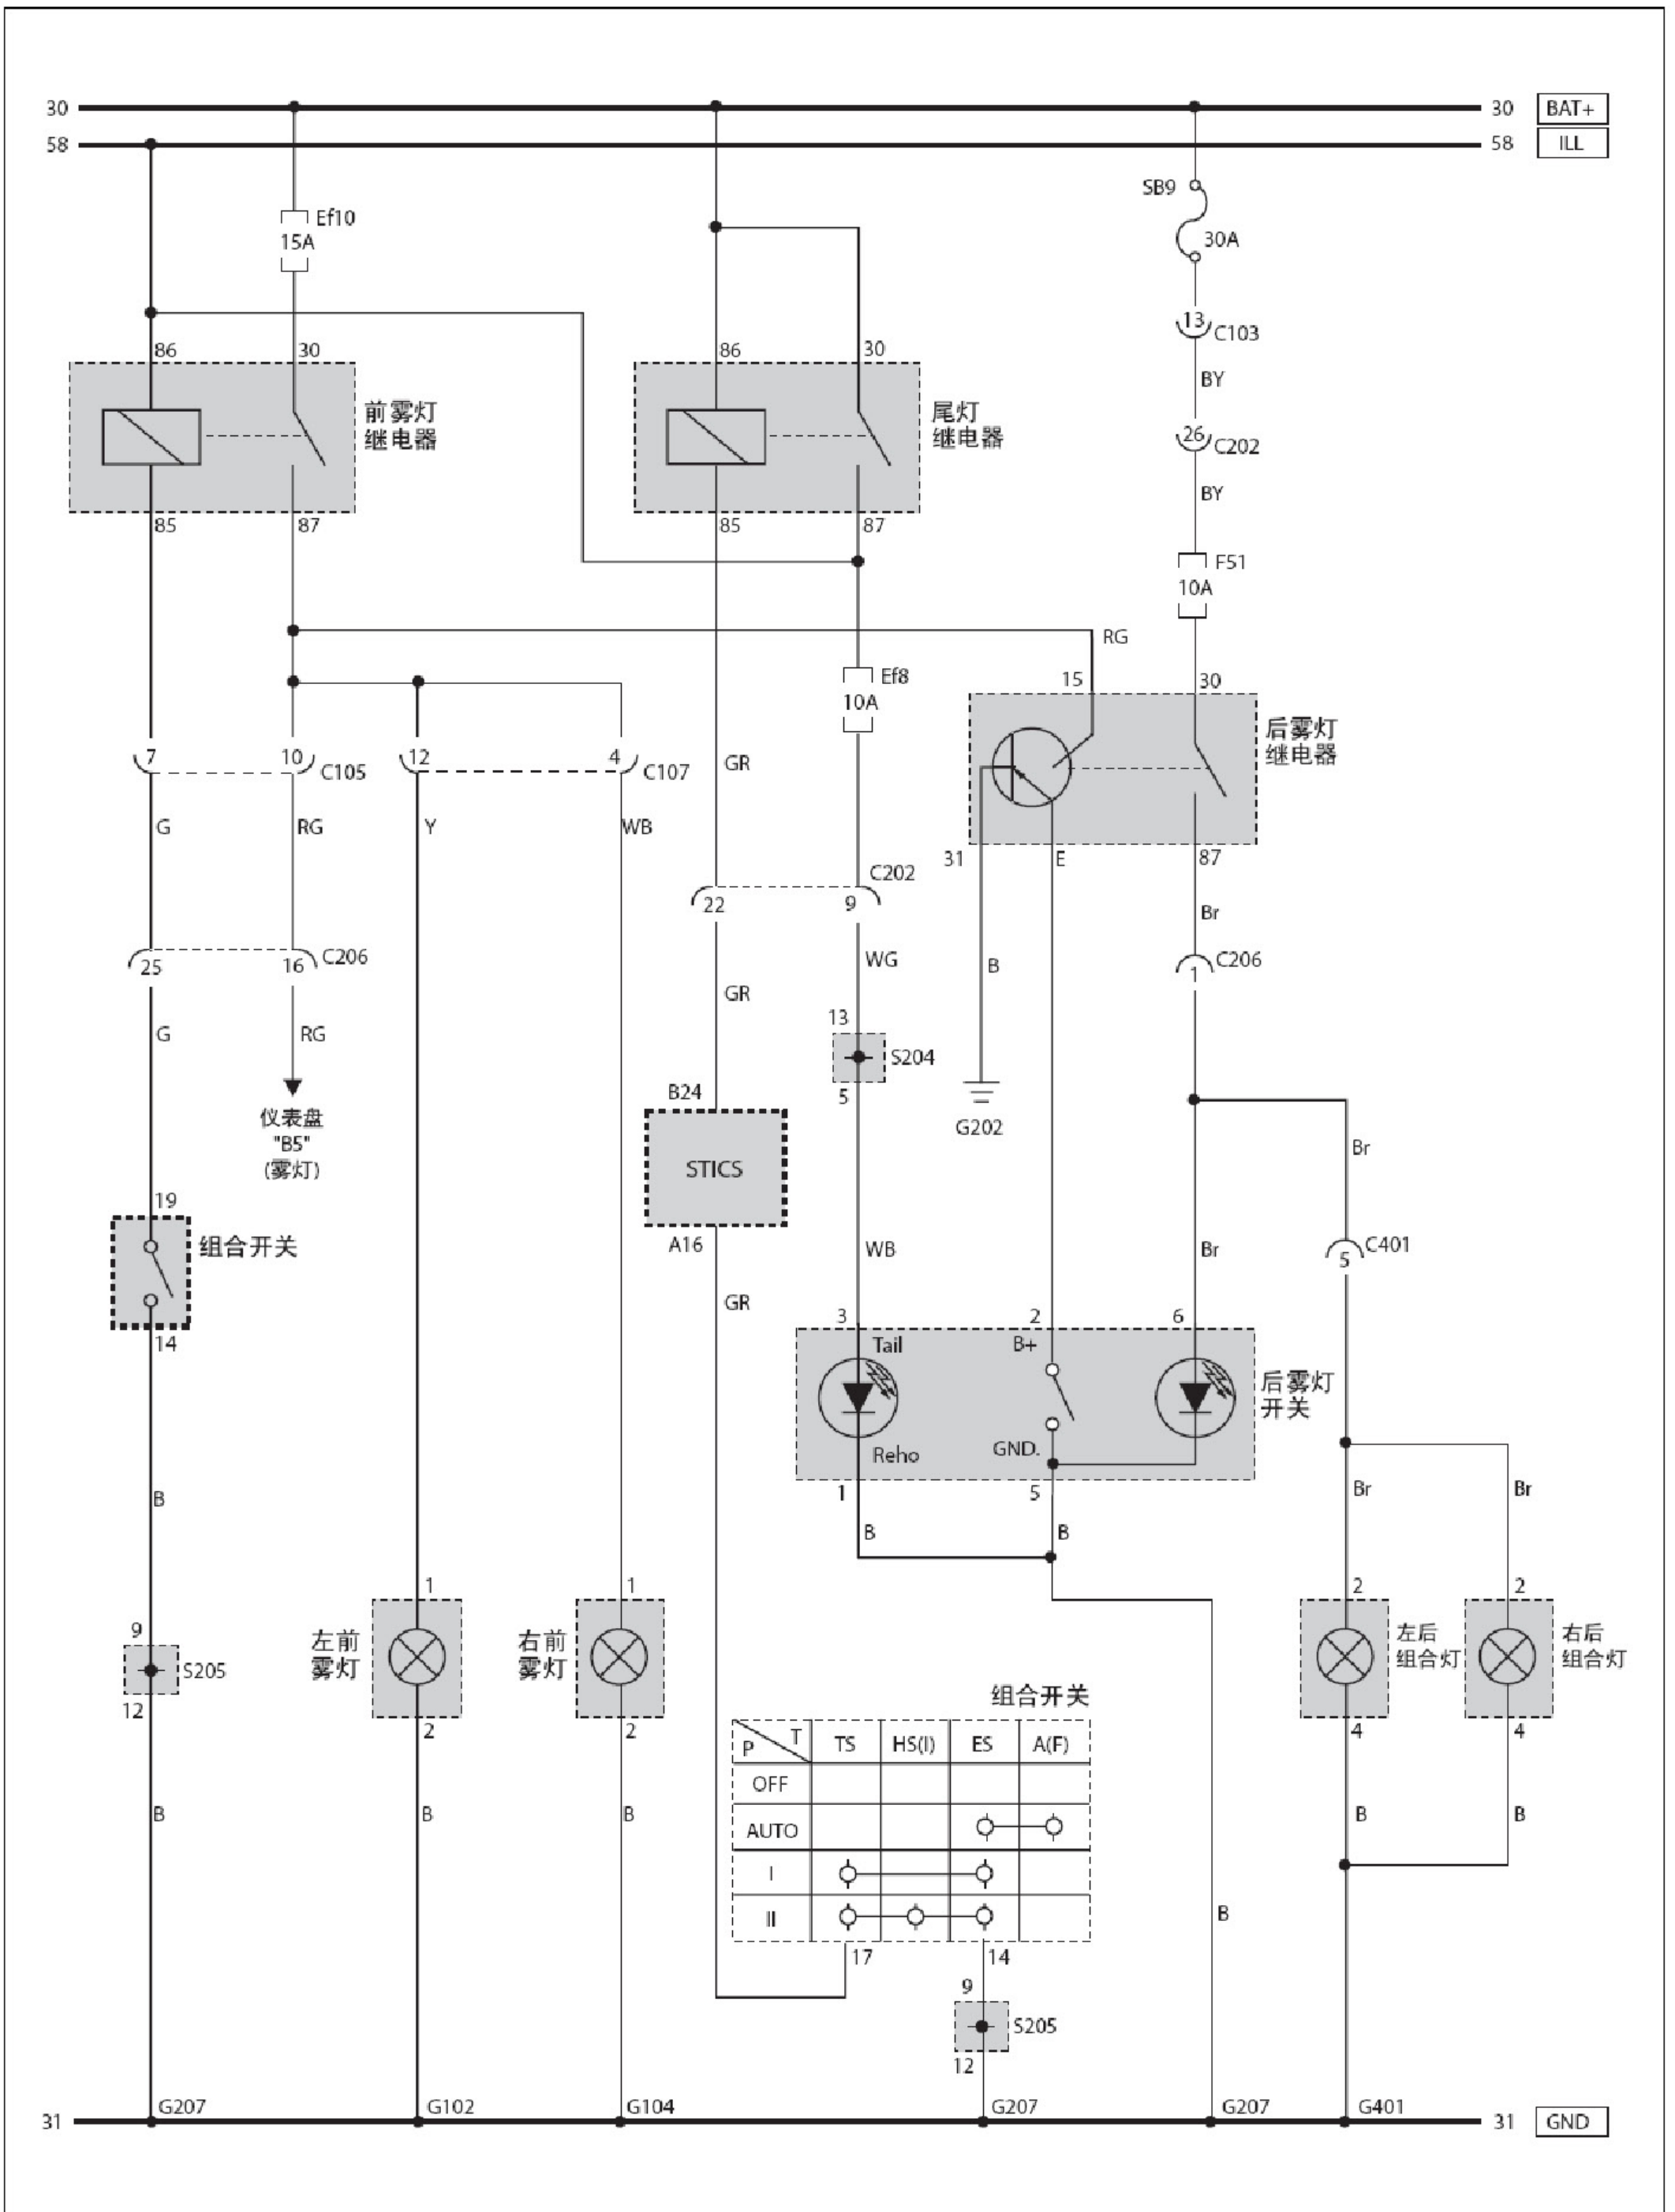 30
30
BAT+
58
58
ILL
Ef10
15A
SB9
30A
13
C103
86
30
86
30
BY
前雾灯
继电器
尾灯
继电器
26
C202
BY
85
87
85
87
F51
10A
RG
Ef8
10A
15
30
后雾灯
继电器
7
10
C105
12
4
C107
GR
G
RG
Y
WB
31
E
87
C202
22
9
Br
25
16
C206
WG
B
1
C206
GR
G
RG
13
S204
5
B24
仪表盘
"B5"
(雾灯)
G202
STICS
Br
19
组合开关
14
A16
WB
Br
C401
5
GR
3
2
6
Tail
B+
后雾灯
开关
Reho
GND.
1
5
B
Br
Br
B
B
1
1
2
2
9
S205
12
左前
雾灯
右前
雾灯
左后
组合灯
右后
组合灯
2
2
4
4
组合开关
P
T
TS
HS(I)
ES
A(F)
OFF
AUTO
I
II
B
B
B
B
B
17
14
B
9
S205
12
31
G207
G102
G104
G207
G207
G401
31
GND